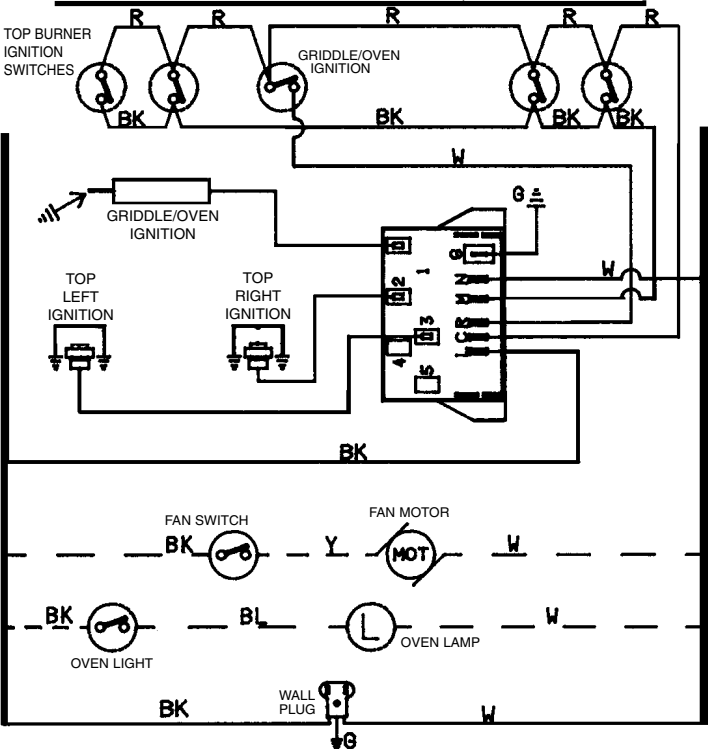 R R R R R
TOP BURNER
IGNITION
SWITCHES
GRIDDLE/OVEN
IGNITION
BK BK BK BK
W
GRIDDLE/OVEN
IGNITION
G
G
1
N
W
TOP
LEFT
IGNITION
TOP
RIGHT
IGNITION
2
M
3
R
C
L
4
5
BK
FAN SWITCH
FAN MOTOR
BK Y MOT W
BK BL L W
OVEN LIGHT
OVEN LAMP
WALL
PLUG
BK W
G